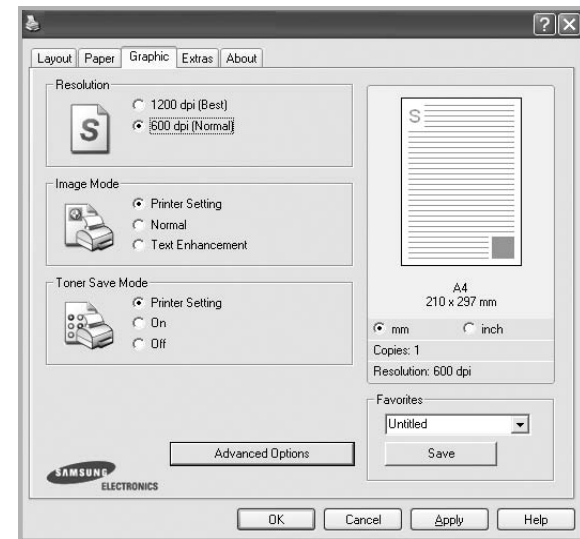 Layout Paper Graphic Extras About
Resolution
1200 dpi (Best)
600 dpi (Normal)
S
Image Mode
Printer Setting
Normal
Text Enhancement
Toner Save Mode
Printer Setting
On
Off
S
A4
210 x 297 mm
mm inch
Copies: 1
Resolution: 600 dpi
Favorites
Untitled
Save
Advanced Options
SAMSUNG
ELECTRONICS
OK Cancel Apply Help